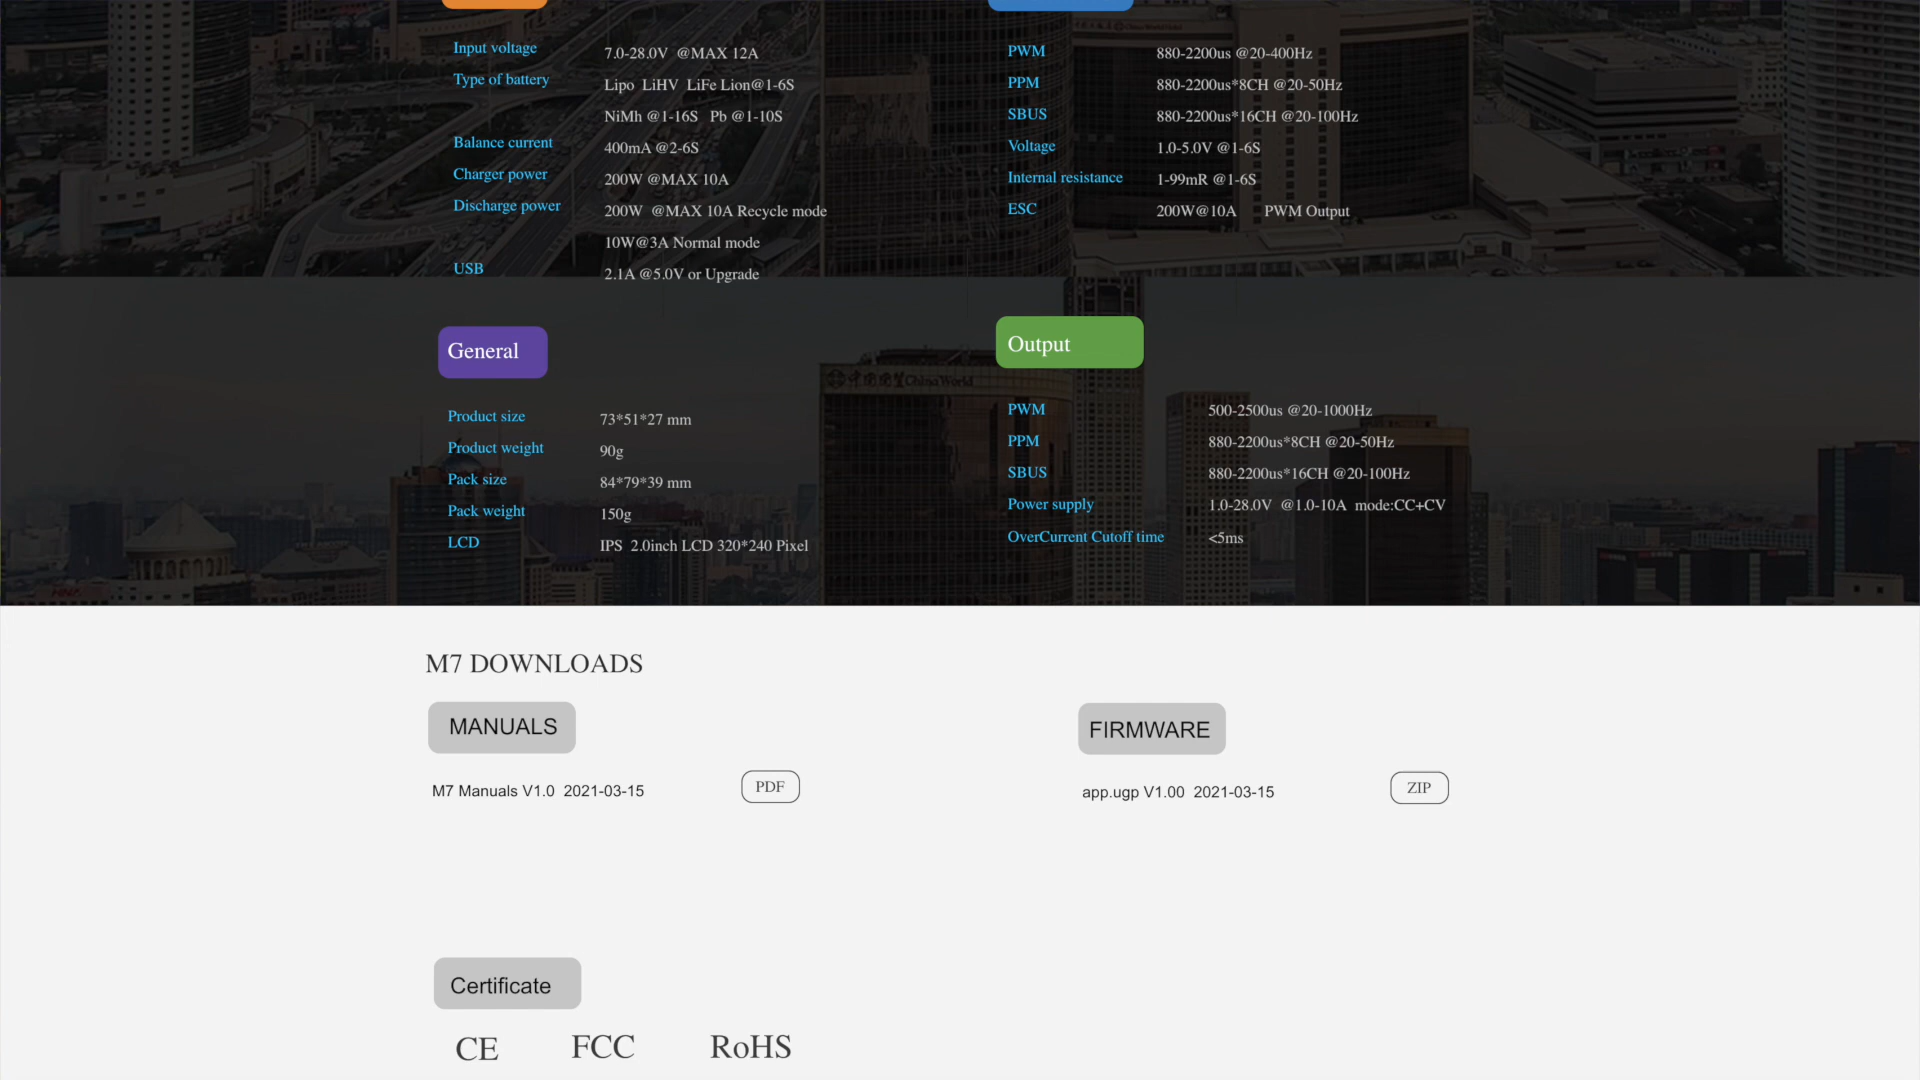 Input voltage 7.0-28.0V @MAX 12A
Type of battery Lipo LiHV LiFe Lion@1-6S
NiMh @1-16S Pb @1-10S
Balance current 400mA @2-6S
Charger power 200W @MAX 10A
Discharge power 200W @MAX 10A Recycle mode
10W@3A Normal mode
USB 2.1A @5.0V or Upgrade
PWM 880-2200us @20-400Hz
PPM 880-2200us*8CH @20-50Hz
SBUS 880-2200us*16CH @20-100Hz
Voltage 1.0-5.0V @1-6S
Internal resistance 1-99mR @1-6S
ESC 200W@10A PWM Output
General
Product size 73*51*27 mm
Product weight 90g
Pack size 84*79*39 mm
Pack weight 150g
LCD IPS 2.0inch LCD 320*240 Pixel
Output
PWM 500-2500us @20-1000Hz
PPM 880-2200us*8CH @20-50Hz
SBUS 880-2200us*16CH @20-100Hz
Power supply 1.0-28.0V @1.0-10A mode:CC+CV
OverCurrent Cutoff time <5ms
China World
M7 DOWNLOADS
MANUALS
M7 Manuals V1.0 2021-03-15 PDF
FIRMWARE
app.ugp V1.00 2021-03-15 ZIP
Certificate
CE FCC RoHS